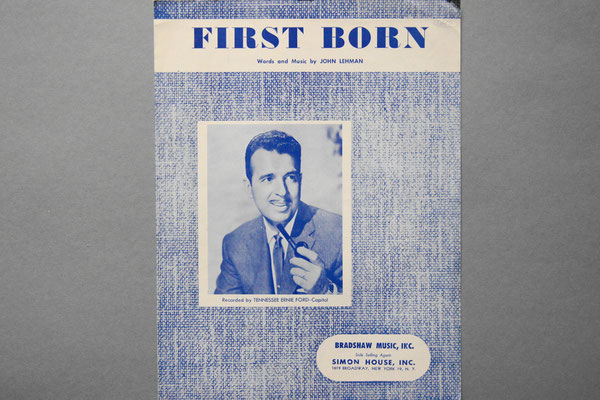 FIRST BORN
Words and Music by JOHN LEHMAN
Recorded by TENNESSEE ERNIE FORD-Capitol
BRADSHAW MUSIC, INC.
Sole Selling Agent
SIMON HOUSE, INC.
1619 BROADWAY, NEW YORK 19, N. Y.